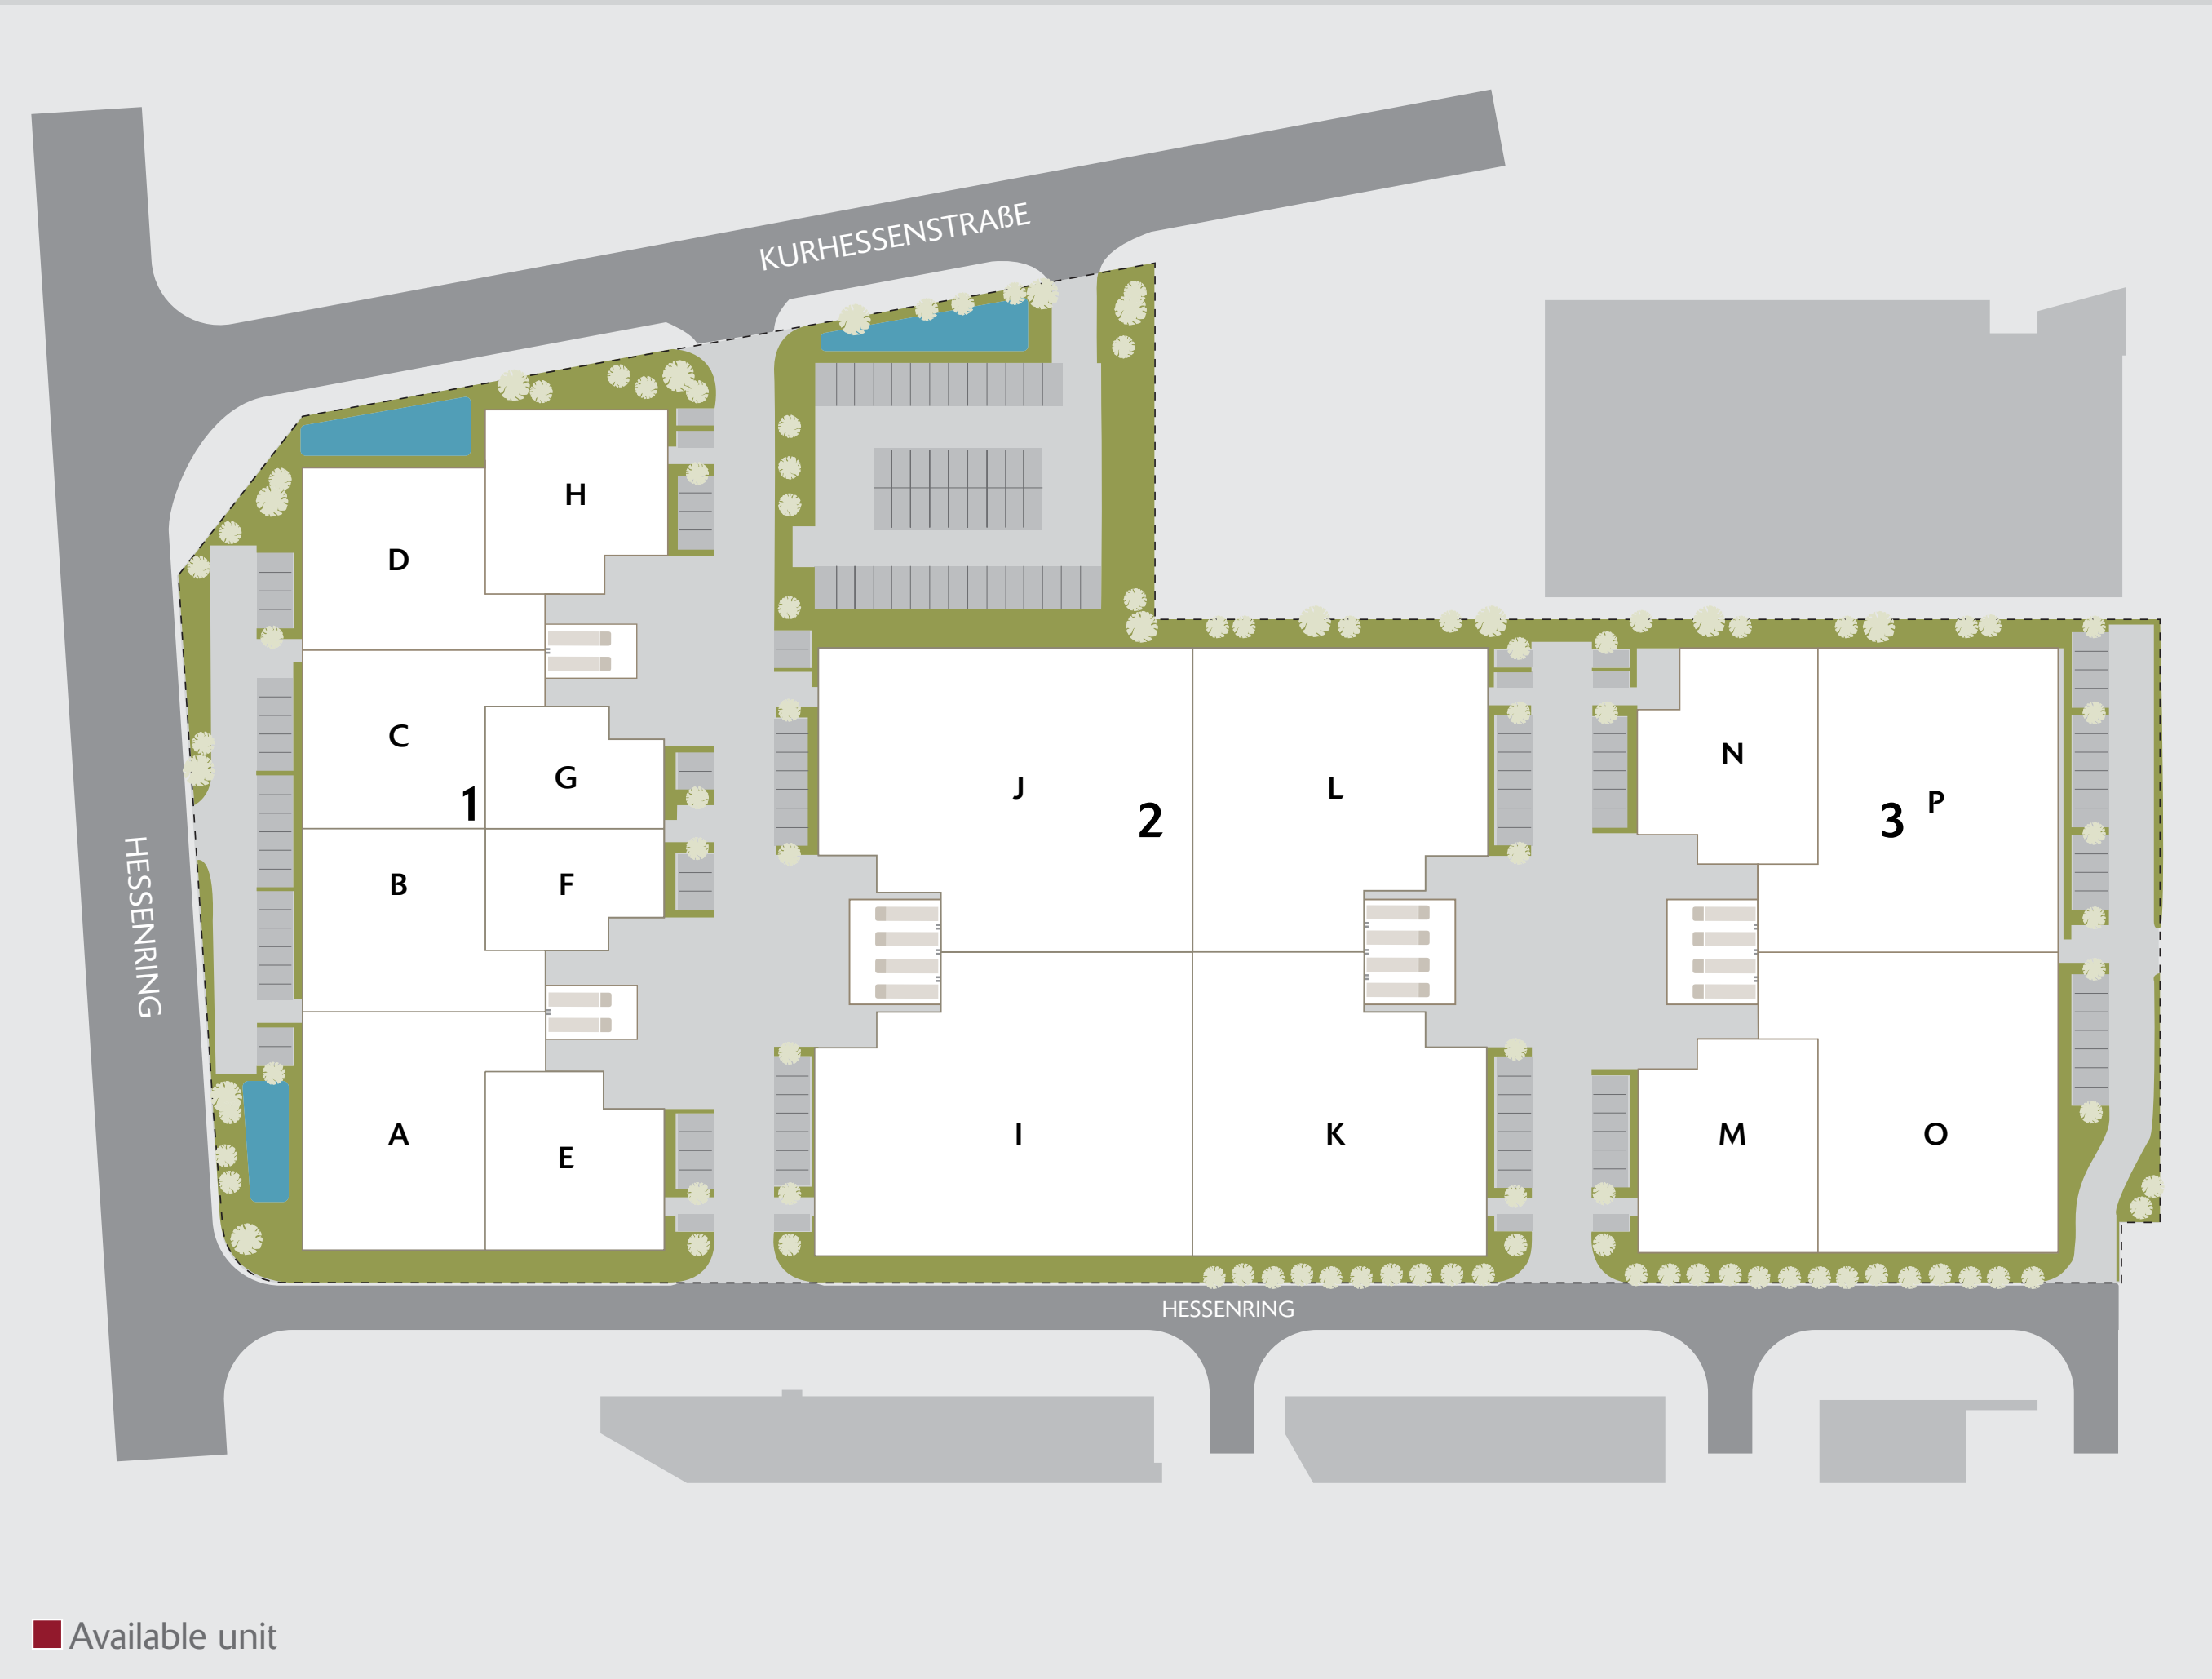 KURHESSENSTRAßE
H
D
C
G
1
B
F
A
E
J
2
L
N
3
P
I
K
M
O
HESSENRING
HESSENRING
Available unit